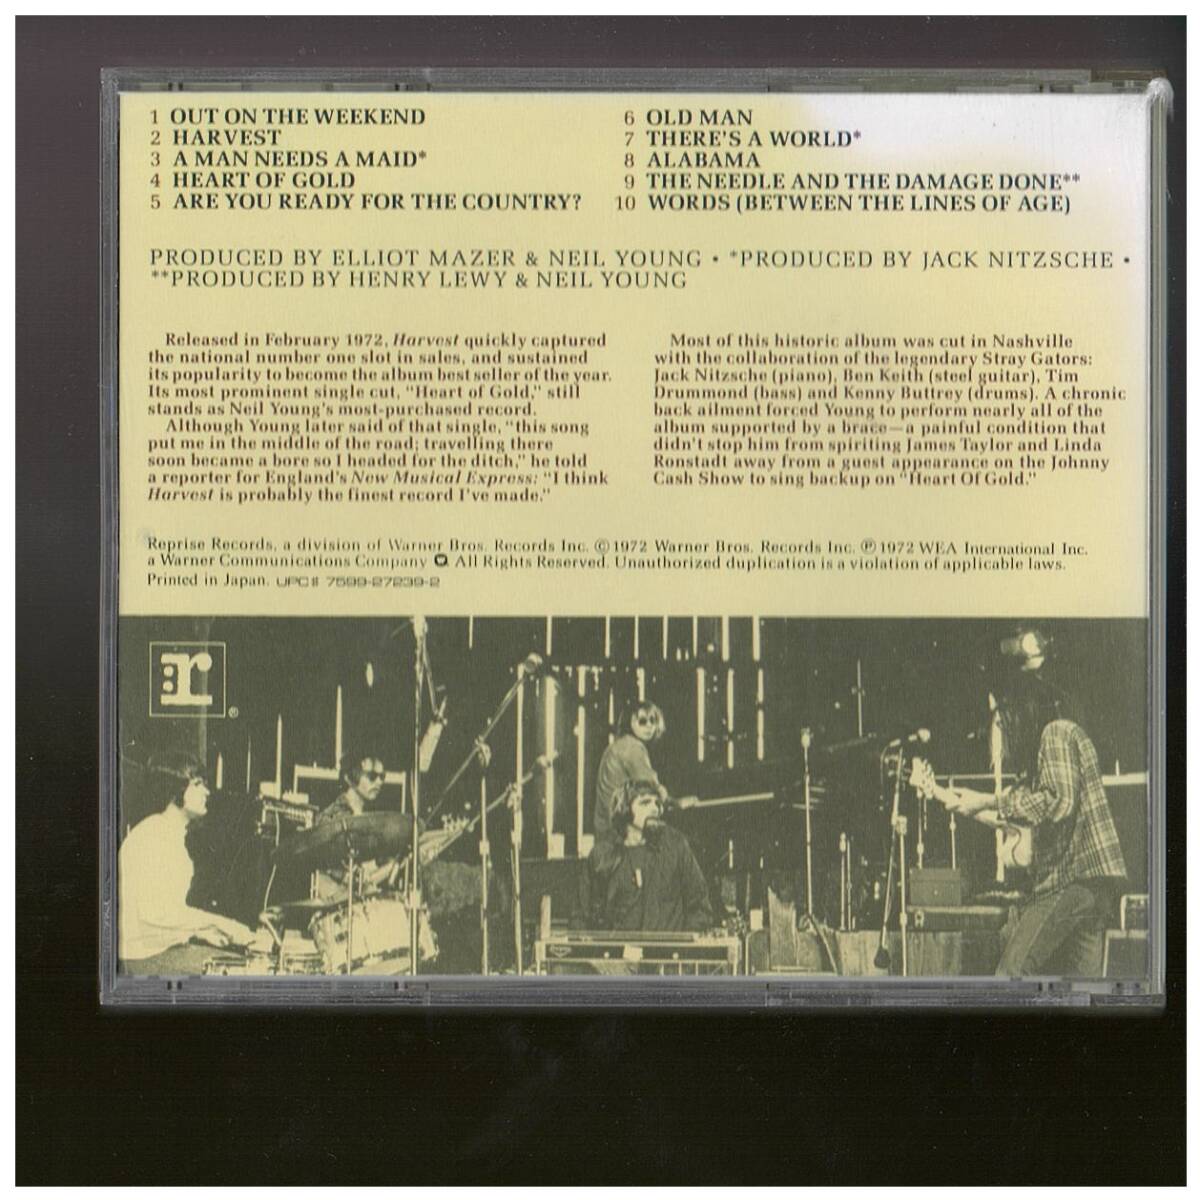 1 OUT ON THE WEEKEND
2 HARVEST
3 A MAN NEEDS A MAID*
4 HEART OF GOLD
5 ARE YOU READY FOR THE COUNTRY?
6 OLD MAN
7 THERE'S A WORLD*
8 ALABAMA
9 THE NEEDLE AND THE DAMAGE DONE**
10 WORDS (BETWEEN THE LINES OF AGE)
PRODUCED BY ELLIOT MAZER & NEIL YOUNG • *PRODUCED BY JACK NITZSCHE •
**PRODUCED BY HENRY LEWY & NEIL YOUNG
Released in February 1972, Harvest quickly captured
the national number one slot in sales, and sustained
its popularity to become the album best seller of the year.
Its most prominent single cut, "Heart of Gold," still
stands as Neil Young's most-purchased record.
Although Young later said of that single, "this song
put me in the middle of the road; travelling there
soon became a bore so I headed for the ditch," he told
a reporter for England's New Musical Express: "I think
Harvest is probably the finest record I've made."
Most of this historic album was cut in Nashville
with the collaboration of the legendary Stray Gators:
Jack Nitzsche (piano), Ben Keith (steel guitar), Tim
Drummond (bass) and Kenny Buttrey (drums). A chronic
back ailment forced Young to perform nearly all of the
album supported by a brace—a painful condition that
didn't stop him from spiriting James Taylor and Linda
Ronstadt away from a guest appearance on the Johnny
Cash Show to sing backup on "Heart Of Gold."
Reprise Records, a division of Warner Bros. Records Inc. © 1972 Warner Bros. Records Inc. ℗ 1972 WEA International Inc.
a Warner Communications Company All Rights Reserved. Unauthorized duplication is a violation of applicable laws.
Printed in Japan. UPC# 7599-27239-2
:r ®